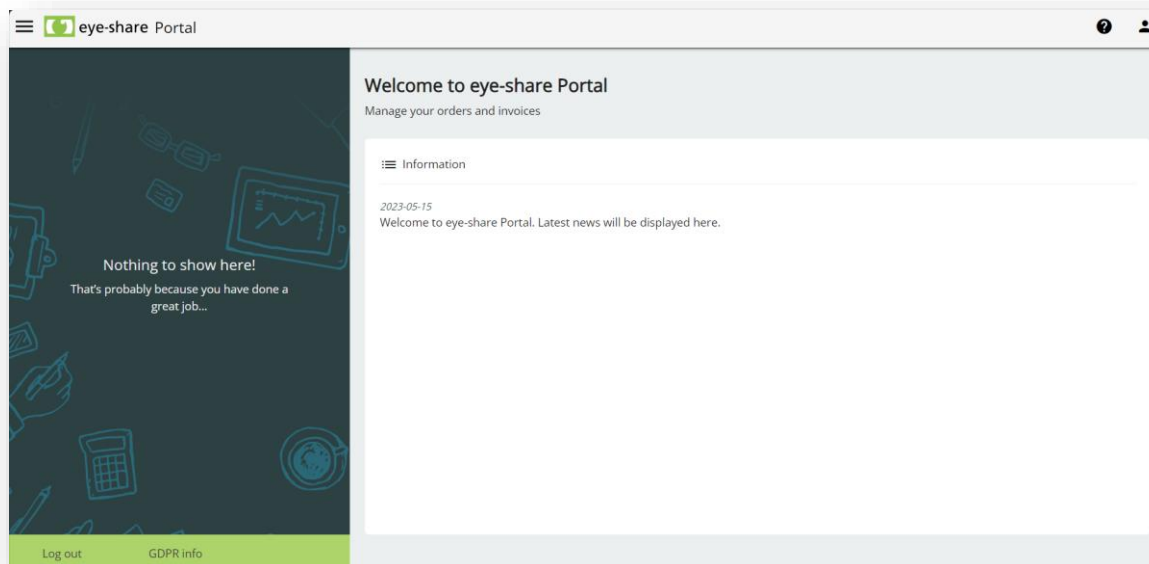 eye-share Portal
Nothing to show here!
That's probably because you have done a
great job...
Log out GDPR info
Welcome to eye-share Portal
Manage your orders and invoices
Information
2023-05-15
Welcome to eye-share Portal. Latest news will be displayed here.